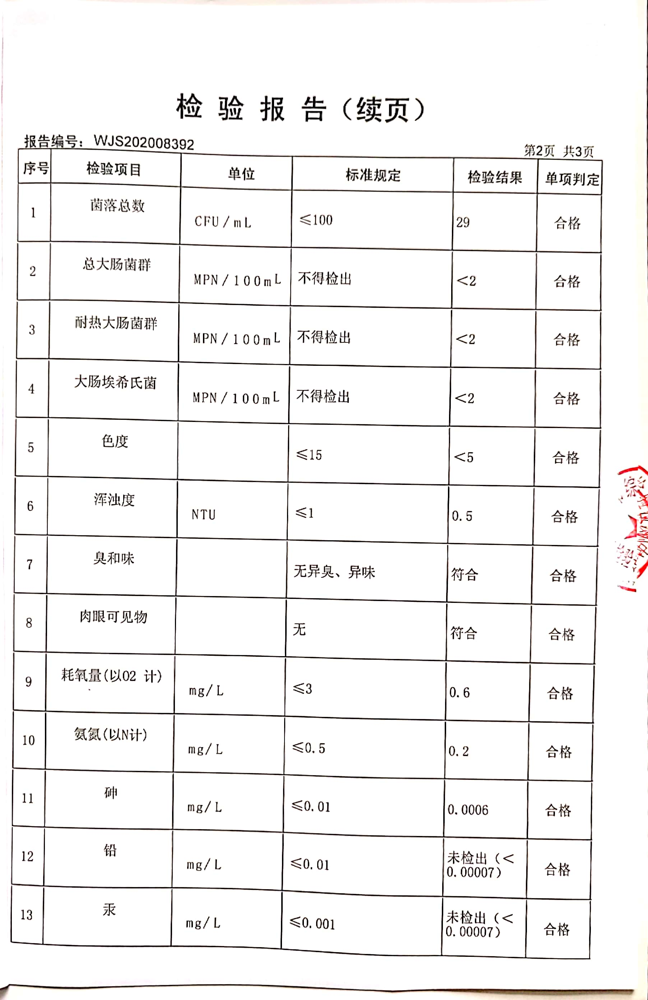 检验报告（续页）
报告编号：WJS202008392
第2页 共3页
序号 检验项目 单位 标准规定 检验结果 单项判定
1 菌落总数 CFU/mL ≤100 29 合格
2 总大肠菌群 MPN/100mL 不得检出 <2 合格
3 耐热大肠菌群 MPN/100mL 不得检出 <2 合格
4 大肠埃希氏菌 MPN/100mL 不得检出 <2 合格
5 色度 ≤15 <5 合格
6 浑浊度 NTU ≤1 0.5 合格
7 臭和味 无异臭、异味 符合 合格
8 肉眼可见物 无 符合 合格
9 耗氧量(以O2 计) mg/L ≤3 0.6 合格
10 氨氮(以N计) mg/L ≤0.5 0.2 合格
11 砷 mg/L ≤0.01 0.0006 合格
12 铅 mg/L ≤0.01 未检出（<
0.00007） 合格
13 汞 mg/L ≤0.001 未检出（<
0.00007） 合格